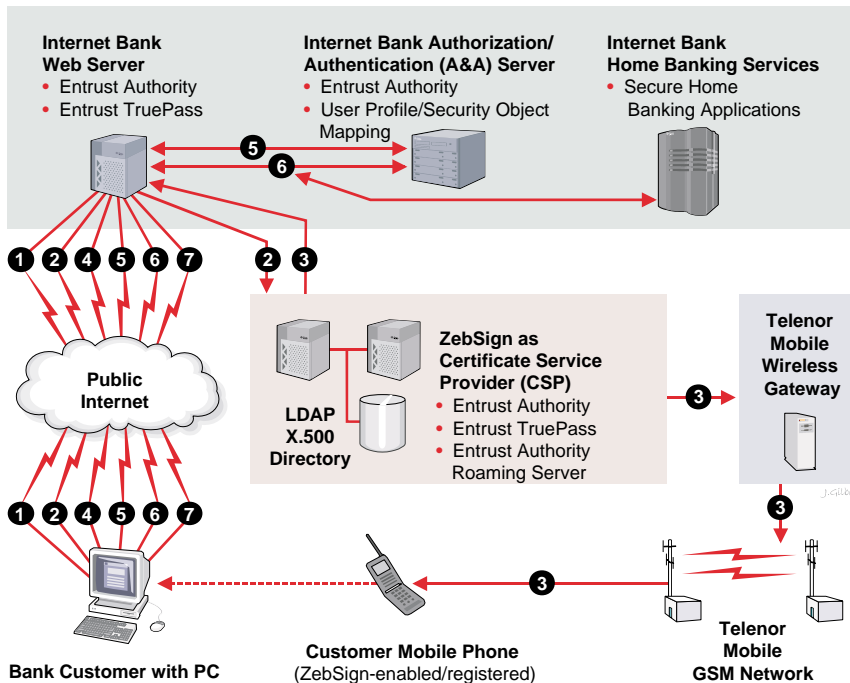 Internet Bank
Web Server
• Entrust Authority
• Entrust TruePass
Internet Bank Authorization/
Authentication (A&A) Server
• Entrust Authority
• User Profile/Security Object
Mapping
Internet Bank
Home Banking Services
• Secure Home
Banking Applications
5
6
1 2 4 5 6 7
2 3
Public
Internet
LDAP
X.500
Directory
ZebSign as
Certificate Service
Provider (CSP)
• Entrust Authority
• Entrust TruePass
• Entrust Authority
Roaming Server
3
Telenor
Mobile
Wireless
Gateway
3
1 2 4 5 6 7
3
Bank Customer with PC
Customer Mobile Phone
(ZebSign-enabled/registered)
Telenor
Mobile
GSM Network